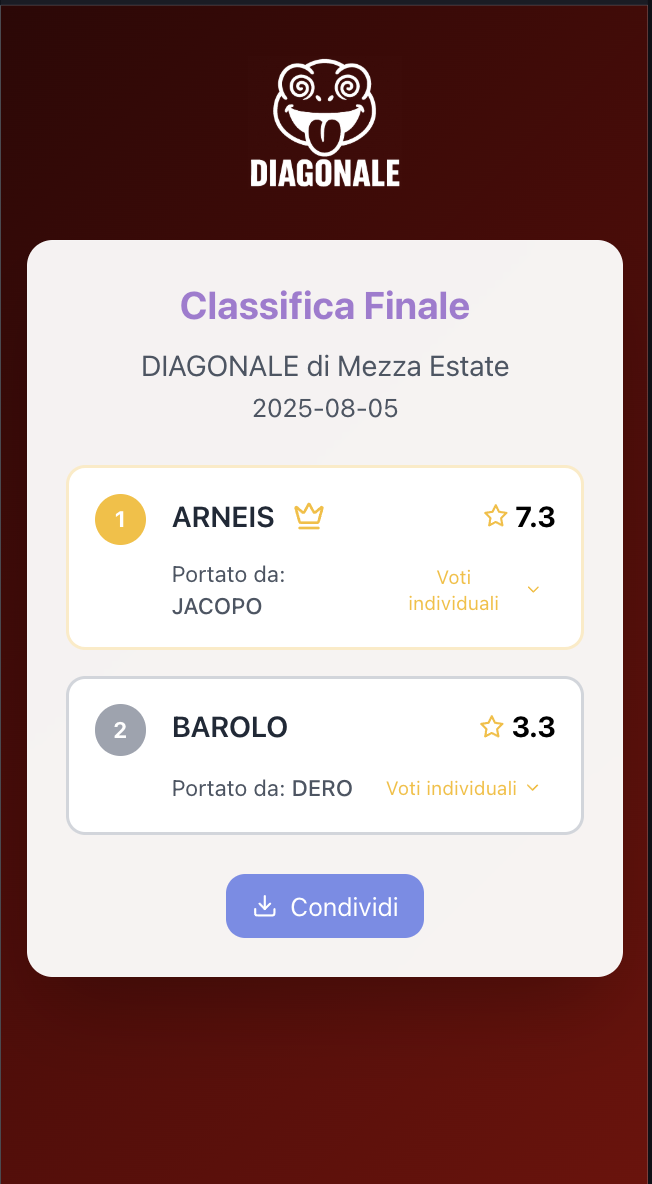 DIAGONALE
Classifica Finale
DIAGONALE di Mezza Estate
2025-08-05
1 ARNEIS 7.3
Portato da:
JACOPO
Voti
individuali
2 BAROLO 3.3
Portato da: DERO Voti individuali
Condividi